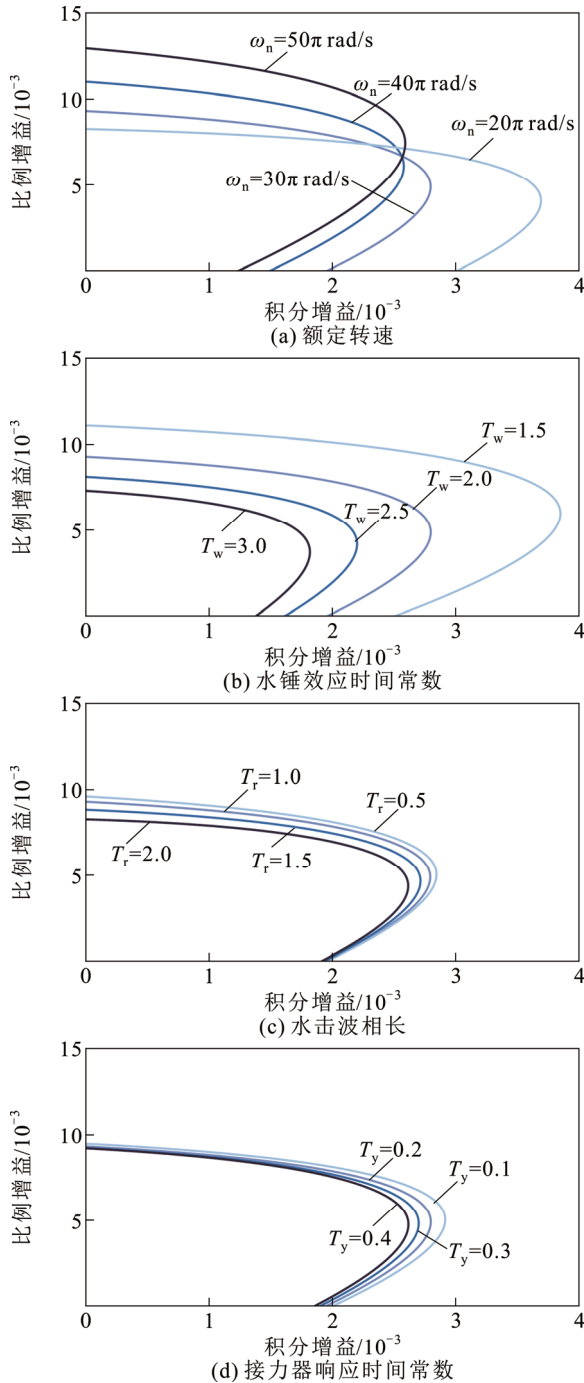 15
ωn=50π rad/s
ωn=40π rad/s
10
ωn=20π rad/s
比例增益/10⁻³
5
ωn=30π rad/s
0 1 2 3 4
积分增益/10⁻³
(a) 额定转速
15
Tw=1.5
10
Tw=2.0
比例增益/10⁻³
Tw=2.5
5
Tw=3.0
0 1 2 3 4
积分增益/10⁻³
(b) 水锤效应时间常数
15
Tr=1.0
Tr=0.5
10
比例增益/10⁻³
Tr=2.0
Tr=1.5
5
0 1 2 3 4
积分增益/10⁻³
(c) 水击波相长
15
10
Ty=0.2
Ty=0.1
比例增益/10⁻³
5
Ty=0.4
Ty=0.3
0 1 2 3 4
积分增益/10⁻³
(d) 接力器响应时间常数